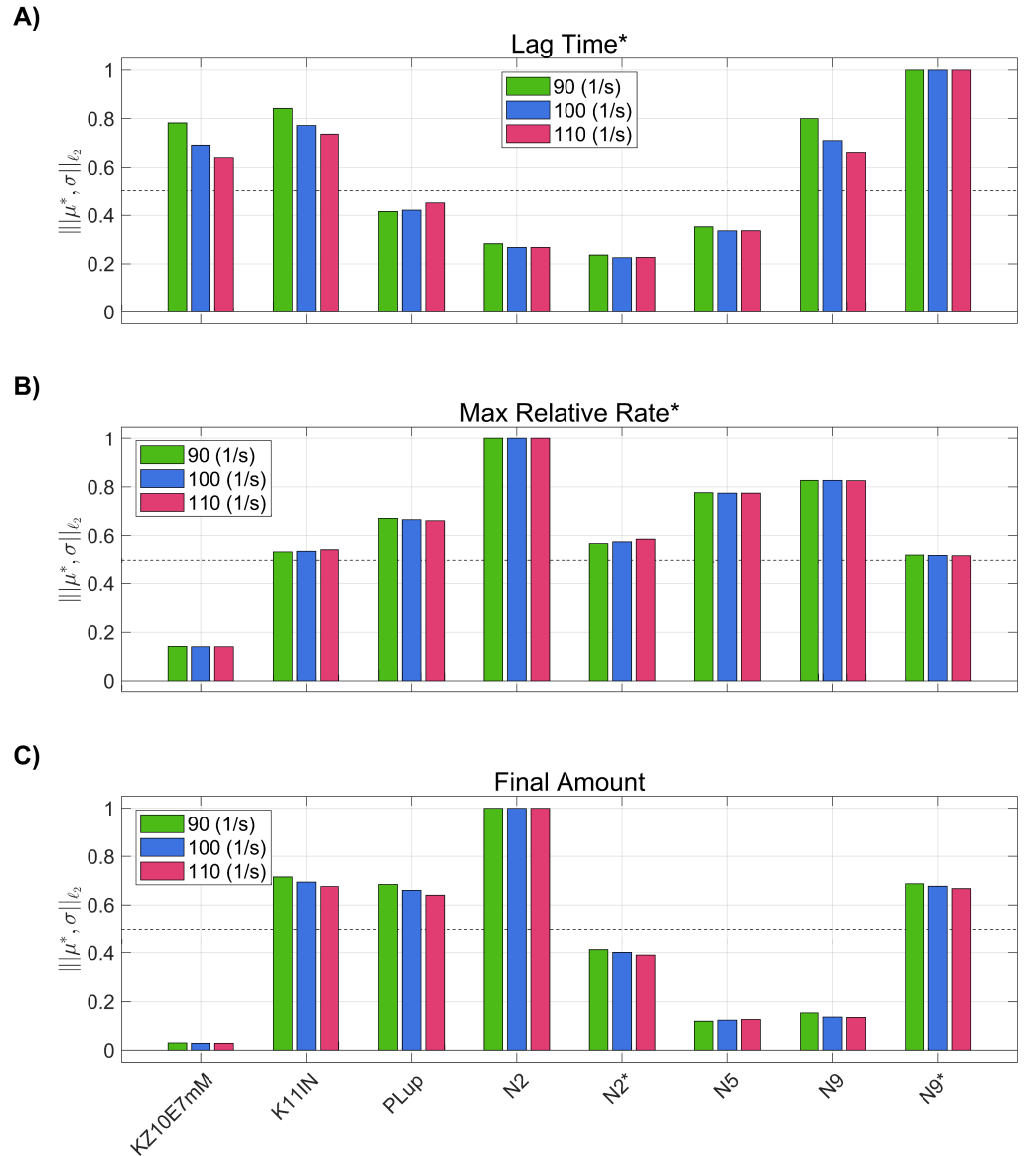 A)
Lag Time*
1
0.8
0.6
0.4
0.2
0
|||μ*, σ||ℓ₂
90 (1/s)
100 (1/s)
110 (1/s)
B)
Max Relative Rate*
1
0.8
0.6
0.4
0.2
0
|||μ*, σ||ℓ₂
90 (1/s)
100 (1/s)
110 (1/s)
C)
Final Amount
1
0.8
0.6
0.4
0.2
0
|||μ*, σ||ℓ₂
90 (1/s)
100 (1/s)
110 (1/s)
KZ10E7mM
K11IN
PLup
N2
N2*
N5
N9
N9*